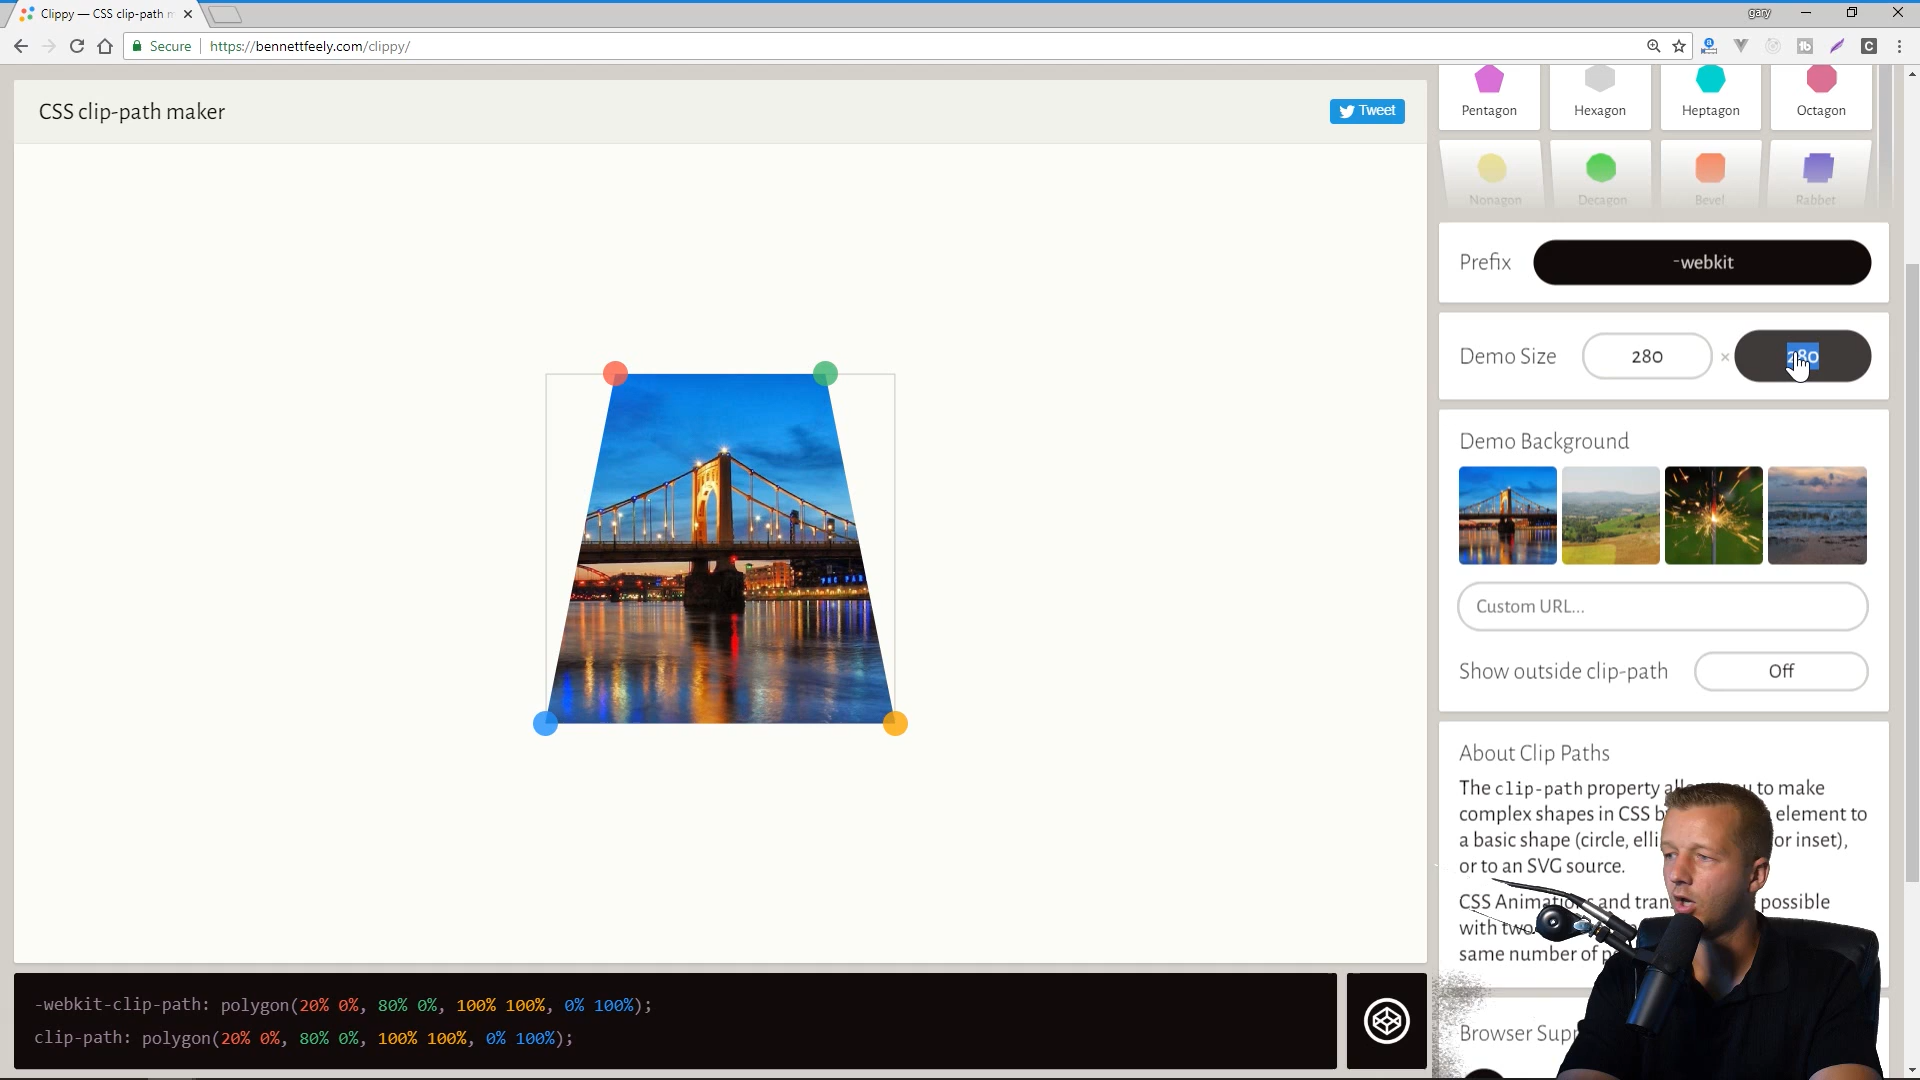 Clippy — CSS clip-path m
gary
Secure
https://bennettfeely.com/clippy/
CSS clip-path maker
Tweet
Pentagon
Hexagon
Heptagon
Octagon
Nonagon
Decagon
Bevel
Rabbet
Prefix
-webkit
Demo Size
280
×
280
Demo Background
Custom URL...
Show outside clip-path
Off
About Clip Paths
The clip-path property to make
complex shapes in CSS element to
a basic shape (circle, or inset),
or to an SVG source.
CSS and possible
with two
same number of
Browser
-webkit-clip-path: polygon(20% 0%, 80% 0%, 100% 100%, 0% 100%);
clip-path: polygon(20% 0%, 80% 0%, 100% 100%, 0% 100%);